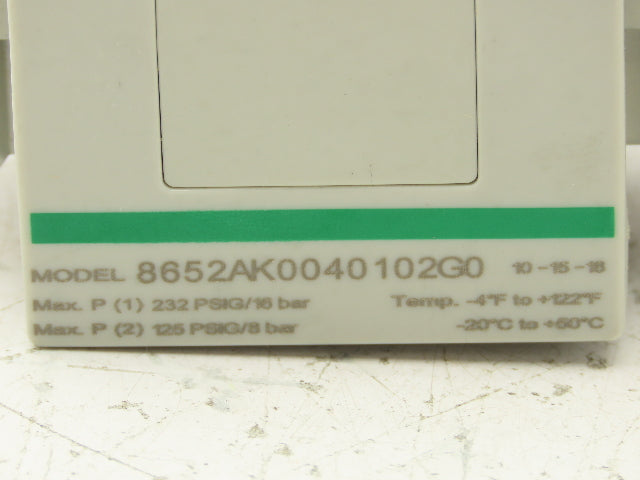 MODEL 8652AK0040102G0 10-15-18
Max. P (1) 232 PSIG/16 bar Temp. -4°F to +122°F
Max. P (2) 125 PSIG/8 bar -20°C to +50°C